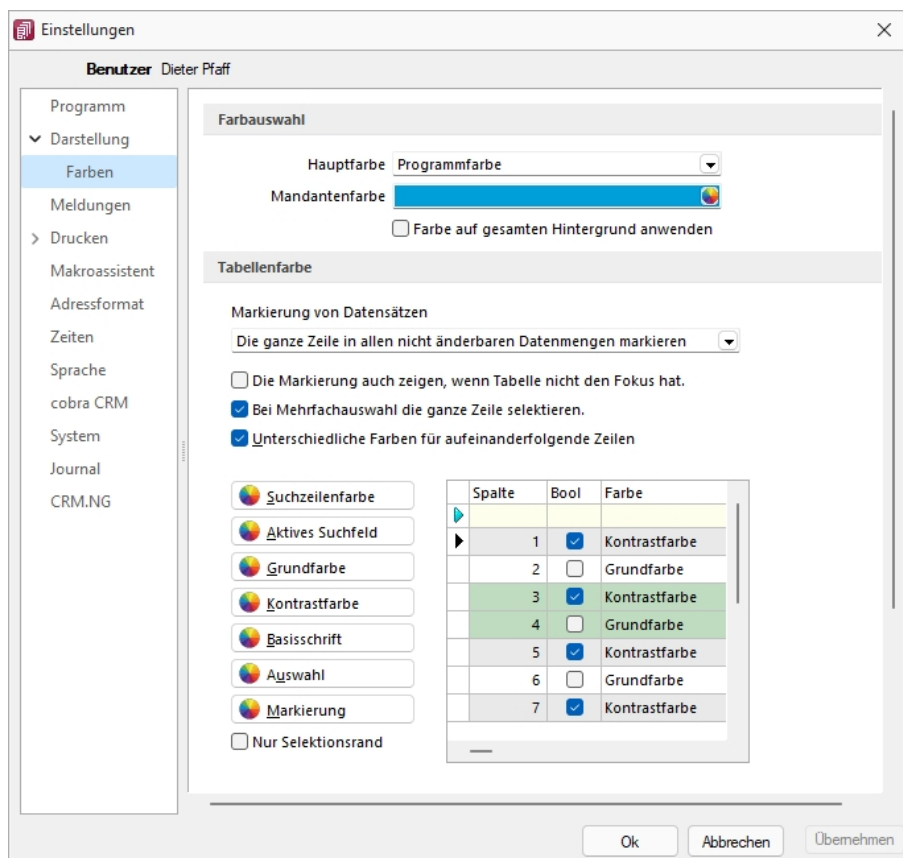 Einstellungen
Benutzer Dieter Pfaff
Programm
Darstellung
Farben
Meldungen
Drucken
Makroassistent
Adressformat
Zeiten
Sprache
cobra CRM
System
Journal
CRM.NG
Farbauswahl
Hauptfarbe Programmfarbe
Mandantenfarbe
Farbe auf gesamten Hintergrund anwenden
Tabellenfarbe
Markierung von Datensätzen
Die ganze Zeile in allen nicht änderbaren Datenmengen markieren
Die Markierung auch zeigen, wenn Tabelle nicht den Fokus hat.
Bei Mehrfachauswahl die ganze Zeile selektieren.
Unterschiedliche Farben für aufeinanderfolgende Zeilen
Suchzeilenfarbe
Aktives Suchfeld
Grundfarbe
Kontrastfarbe
Basisschrift
Auswahl
Markierung
Nur Selektionsrand
Spalte Bool Farbe
1 Kontrastfarbe
2 Grundfarbe
3 Kontrastfarbe
4 Grundfarbe
5 Kontrastfarbe
6 Grundfarbe
7 Kontrastfarbe
Ok Abbrechen Übernehmen